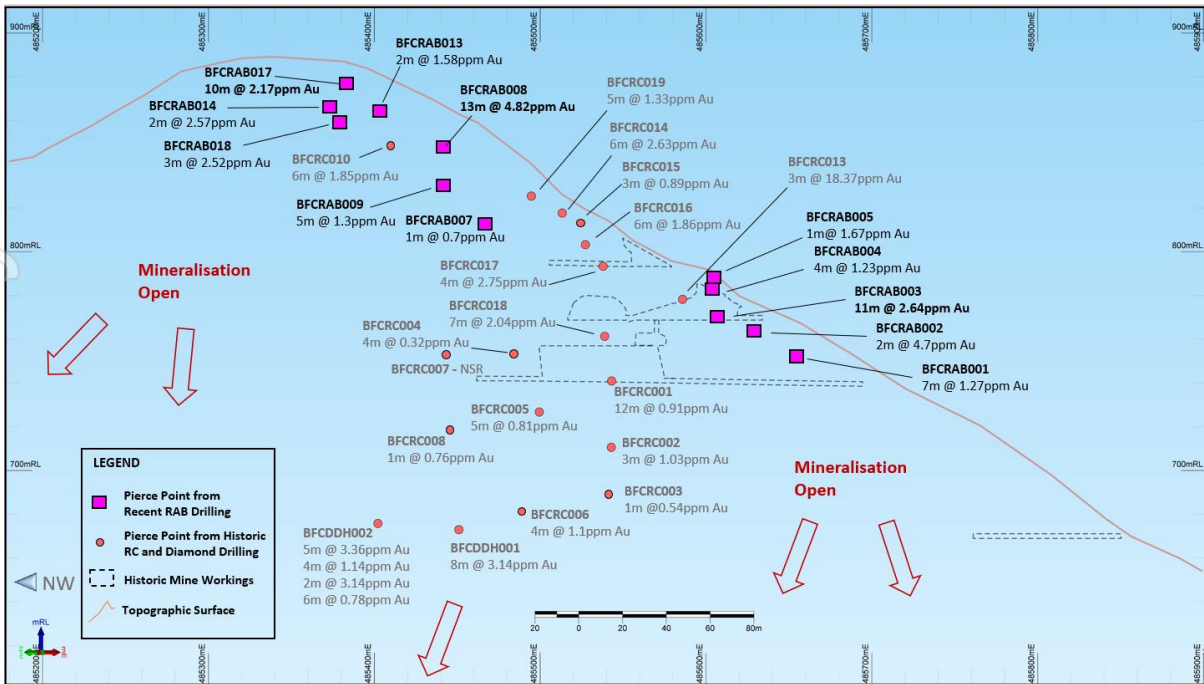 900mRL
900mRL
800mRL
800mRL
700mRL
700mRL
485200mE
485300mE
485400mE
485500mE
485600mE
485700mE
485800mE
485900mE
BFCRAB013
2m @ 1.58ppm Au
BFCRAB017
10m @ 2.17ppm Au
BFCRAB014
2m @ 2.57ppm Au
BFCRAB018
3m @ 2.52ppm Au
BFCRAB008
13m @ 4.82ppm Au
BFCRC010
6m @ 1.85ppm Au
BFCRAB009
5m @ 1.3ppm Au
BFCRAB007
1m @ 0.7ppm Au
BFCRC019
5m @ 1.33ppm Au
BFCRC014
6m @ 2.63ppm Au
BFCRC015
3m @ 0.89ppm Au
BFCRC016
6m @ 1.86ppm Au
BFCRC013
3m @ 18.37ppm Au
BFCRAB005
1m @ 1.67ppm Au
BFCRAB004
4m @ 1.23ppm Au
BFCRAB003
11m @ 2.64ppm Au
BFCRAB002
2m @ 4.7ppm Au
BFCRAB001
7m @ 1.27ppm Au
BFCRC017
4m @ 2.75ppm Au
BFCRC018
7m @ 2.04ppm Au
BFCRC004
4m @ 0.32ppm Au
BFCRC007 - NSR
BFCRC001
12m @ 0.91ppm Au
BFCRC005
5m @ 0.81ppm Au
BFCRC008
1m @ 0.76ppm Au
BFCRC002
3m @ 1.03ppm Au
BFCRC003
1m @0.54ppm Au
BFCRC006
4m @ 1.1ppm Au
BFCDDH002
5m @ 3.36ppm Au
4m @ 1.14ppm Au
2m @ 3.14ppm Au
6m @ 0.78ppm Au
BFCDDH001
8m @ 3.14ppm Au
Mineralisation
Open
Mineralisation
Open
LEGEND
Pierce Point from
Recent RAB Drilling
Pierce Point from Historic
RC and Diamond Drilling
Historic Mine Workings
Topographic Surface
NW
mRL
20 0 20 40 60 80m
485200mE
485300mE
485400mE
485500mE
485600mE
485700mE
485800mE
485900mE